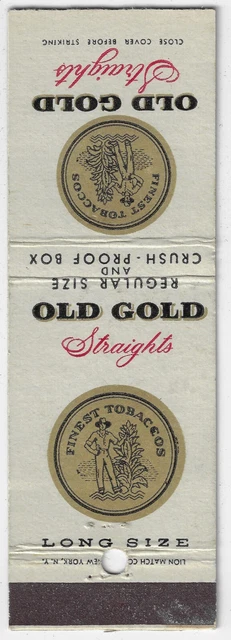 CLOSE COVER BEFORE STRIKING
Straights
OLD GOLD
FINEST TOBACCOS
REGULAR SIZE
AND
CRUSH-PROOF BOX
OLD GOLD
Straights
FINEST TOBACCOS
LONG SIZE
LION MATCH CO. NEW YORK, N. Y.